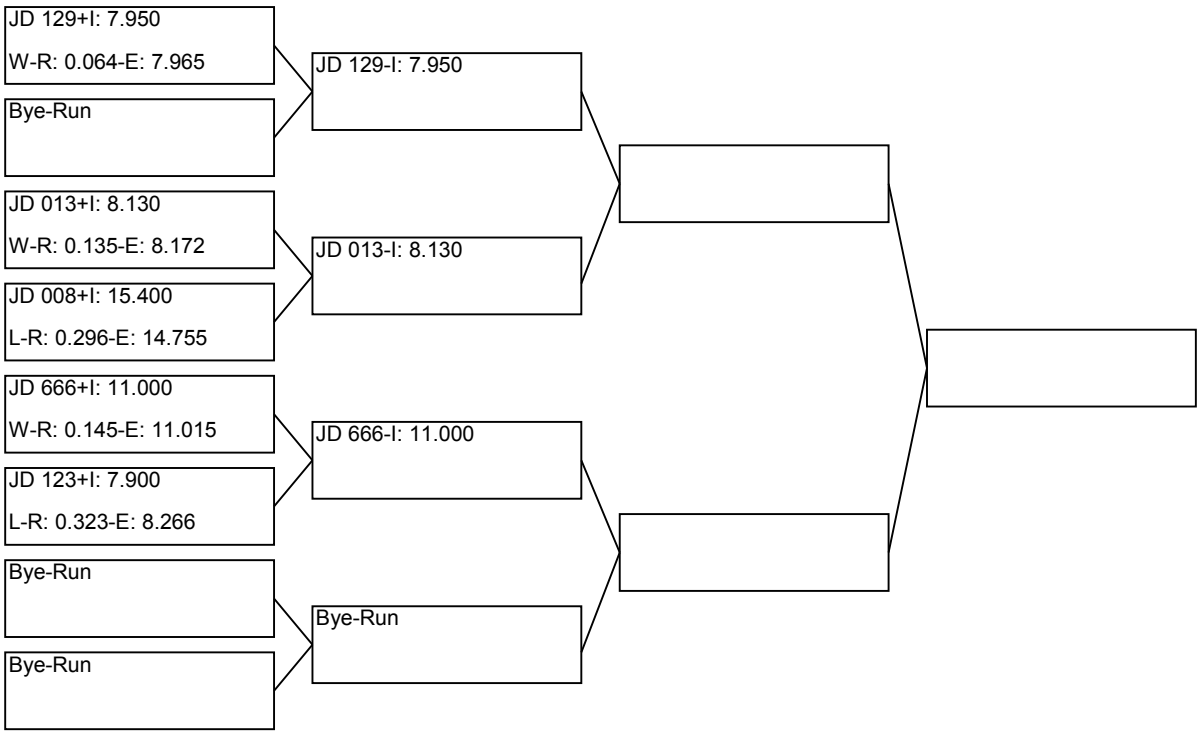 JD 129+I: 7.950
W-R: 0.064-E: 7.965
Bye-Run
JD 013+I: 8.130
W-R: 0.135-E: 8.172
JD 008+I: 15.400
L-R: 0.296-E: 14.755
JD 666+I: 11.000
W-R: 0.145-E: 11.015
JD 123+I: 7.900
L-R: 0.323-E: 8.266
Bye-Run
Bye-Run
JD 129-I: 7.950
JD 013-I: 8.130
JD 666-I: 11.000
Bye-Run